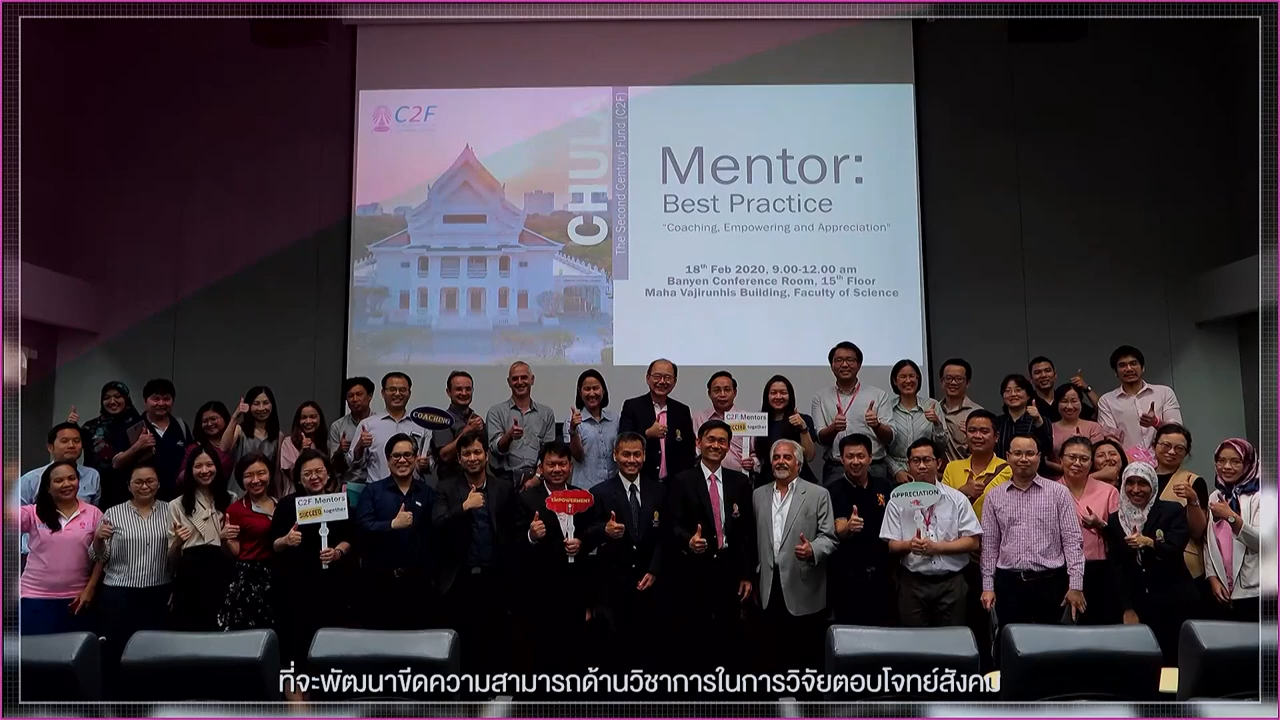 C2F
CHUL
The Second Century Fund (C2F)
Mentor:
Best Practice
"Coaching, Empowering and Appreciation"
18th Feb 2020, 9.00-12.00 am
Banyen Conference Room, 15th Floor
Maha Vajirunhis Building, Faculty of Science
COACHING
C2F Mentors
SUCCEED together
C2F Mentors
SUCCEED together
EMPOWERMENT
APPRECIATION
ที่จะพัฒนาขีดความสามารถด้านวิชาการในการวิจัยตอบโจทย์สังคม